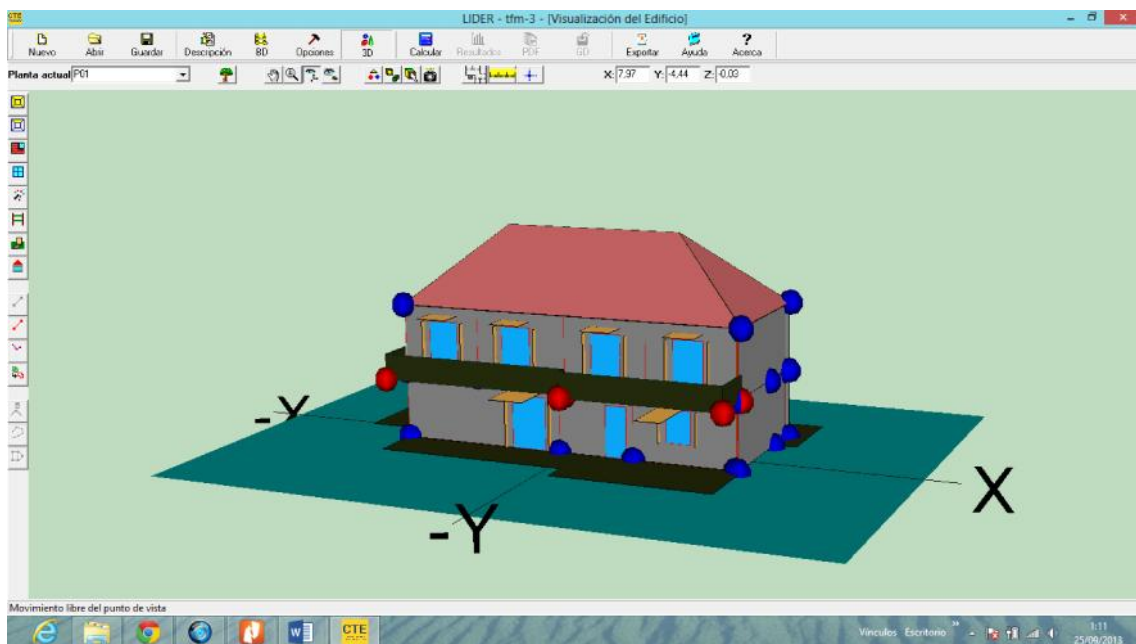 CTE
LIDER - tfm-3 - [Visualización del Edificio]
Nuevo Abrir Guardar Descripción BD Opciones 3D Calcular Resultados PDF GD Exportar Ayuda Acerca
Planta actual P01 X: 7,97 Y: -4,44 Z: -0,03
-Y
X
-Y
Movimiento libre del punto de vista
CTE
Vínculos Escritorio » 1:11
25/09/2013